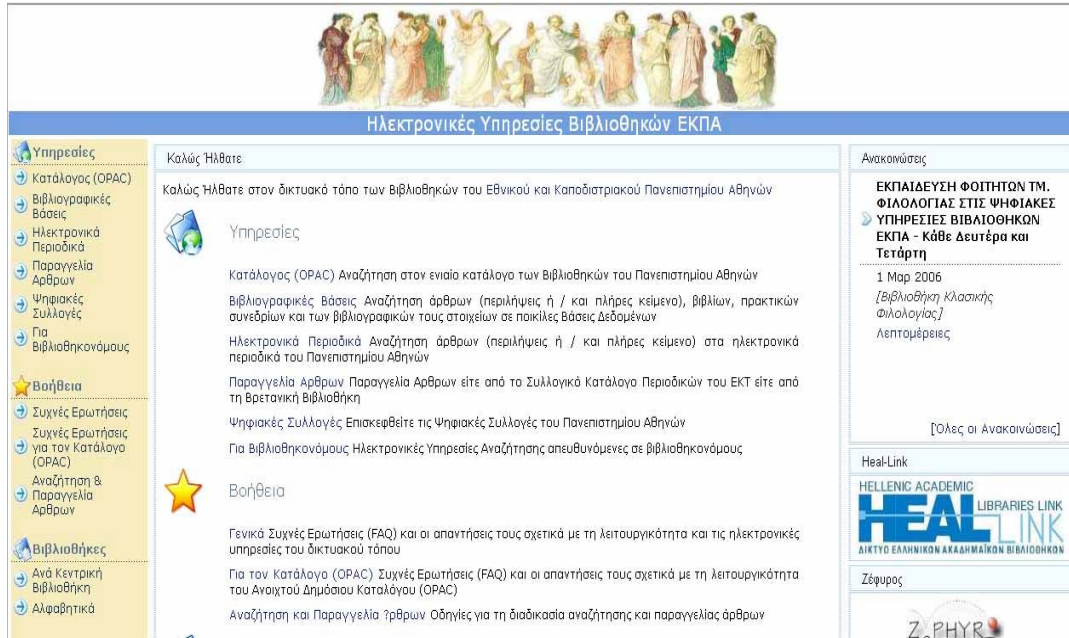 Ηλεκτρονικές Υπηρεσίες Βιβλιοθηκών ΕΚΠΑ
Υπηρεσίες
Κατάλογος (OPAC)
Βιβλιογραφικές
Βάσεις
Ηλεκτρονικά
Περιοδικά
Παραγγελία
Αρθρων
Ψηφιακές
Συλλογές
Για
Βιβλιοθηκονόμους
Βοήθεια
Συχνές Ερωτήσεις
Συχνές Ερωτήσεις
για τον Κατάλογο
(OPAC)
Αναζήτηση &
Παραγγελία
Αρθρων
Βιβλιοθήκες
Ανά Κεντρική
Βιβλιοθήκη
Αλφαβητικά
Καλώς Ήλθατε
Καλώς Ήλθατε στον δικτυακό τόπο των Βιβλιοθηκών του Εθνικού και Καποδιστριακού Πανεπιστημίου Αθηνών
Υπηρεσίες
Κατάλογος (OPAC) Αναζήτηση στον ενιαίο κατάλογο των Βιβλιοθηκών του Πανεπιστημίου Αθηνών
Βιβλιογραφικές Βάσεις Αναζήτηση άρθρων (περιλήψεις ή / και πλήρες κείμενο), βιβλίων, πρακτικών
συνεδρίων και των βιβλιογραφικών τους στοιχείων σε ποικίλες Βάσεις Δεδομένων
Ηλεκτρονικά Περιοδικά Αναζήτηση άρθρων (περιλήψεις ή / και πλήρες κείμενο) στα ηλεκτρονικά
περιοδικά του Πανεπιστημίου Αθηνών
Παραγγελία Αρθρων Παραγγελία Αρθρων είτε από το Συλλογικό Κατάλογο Περιοδικών του ΕΚΤ είτε από
τη Βρετανική Βιβλιοθήκη
Ψηφιακές Συλλογές Επισκεφθείτε τις Ψηφιακές Συλλογές του Πανεπιστημίου Αθηνών
Για Βιβλιοθηκονόμους Ηλεκτρονικές Υπηρεσίες Αναζήτησης απευθυνόμενες σε βιβλιοθηκονόμους
Βοήθεια
Γενικά Συχνές Ερωτήσεις (FAQ) και οι απαντήσεις τους σχετικά με τη λειτουργικότητα και τις ηλεκτρονικές
υπηρεσίες του δικτυακού τόπου
Για τον Κατάλογο (OPAC) Συχνές Ερωτήσεις (FAQ) και οι απαντήσεις τους σχετικά με τη λειτουργικότητα
του Ανοιχτού Δημόσιου Καταλόγου (OPAC)
Αναζήτηση και Παραγγελία ?ρθρων Οδηγίες για τη διαδικασία αναζήτησης και παραγγελίας άρθρων
Ανακοινώσεις
ΕΚΠΑΙΔΕΥΣΗ ΦΟΙΤΗΤΩΝ ΤΜ.
ΦΙΛΟΛΟΓΙΑΣ ΣΤΙΣ ΨΗΦΙΑΚΕΣ
ΥΠΗΡΕΣΙΕΣ ΒΙΒΛΙΟΘΗΚΩΝ
ΕΚΠΑ - Κάθε Δευτέρα και
Τετάρτη
1 Μαρ 2006
[Βιβλιοθήκη Κλασικής
Φιλολογίας]
Λεπτομέρειες
[Όλες οι Ανακοινώσεις]
Heal-Link
HELLENIC ACADEMIC
LIBRARIES LINK
HEAL LINK
ΔΙΚΤΥΟ ΕΛΛΗΝΙΚΩΝ ΑΚΑΔΗΜΑΪΚΩΝ ΒΙΒΛΙΟΘΗΚΩΝ
Ζέφυρος
Z PHYR